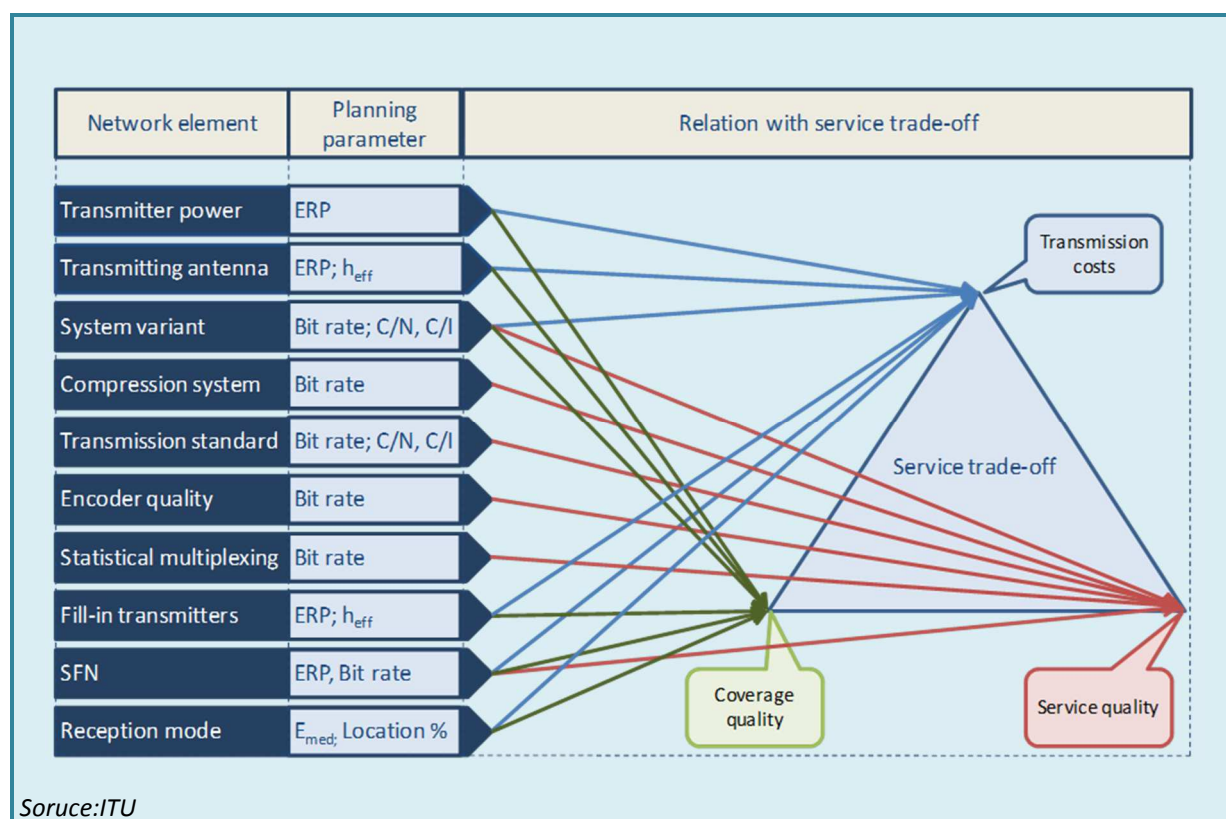 Network element
Planning
parameter
Relation with service trade-off
Transmitter power
ERP
Transmitting antenna
ERP; heff
System variant
Bit rate; C/N, C/I
Compression system
Bit rate
Transmission standard
Bit rate; C/N, C/I
Encoder quality
Bit rate
Statistical multiplexing
Bit rate
Fill-in transmitters
ERP; heff
SFN
ERP, Bit rate
Reception mode
Emed; Location %
Transmission
costs
Service trade-off
Coverage
quality
Service quality
Soruce:ITU